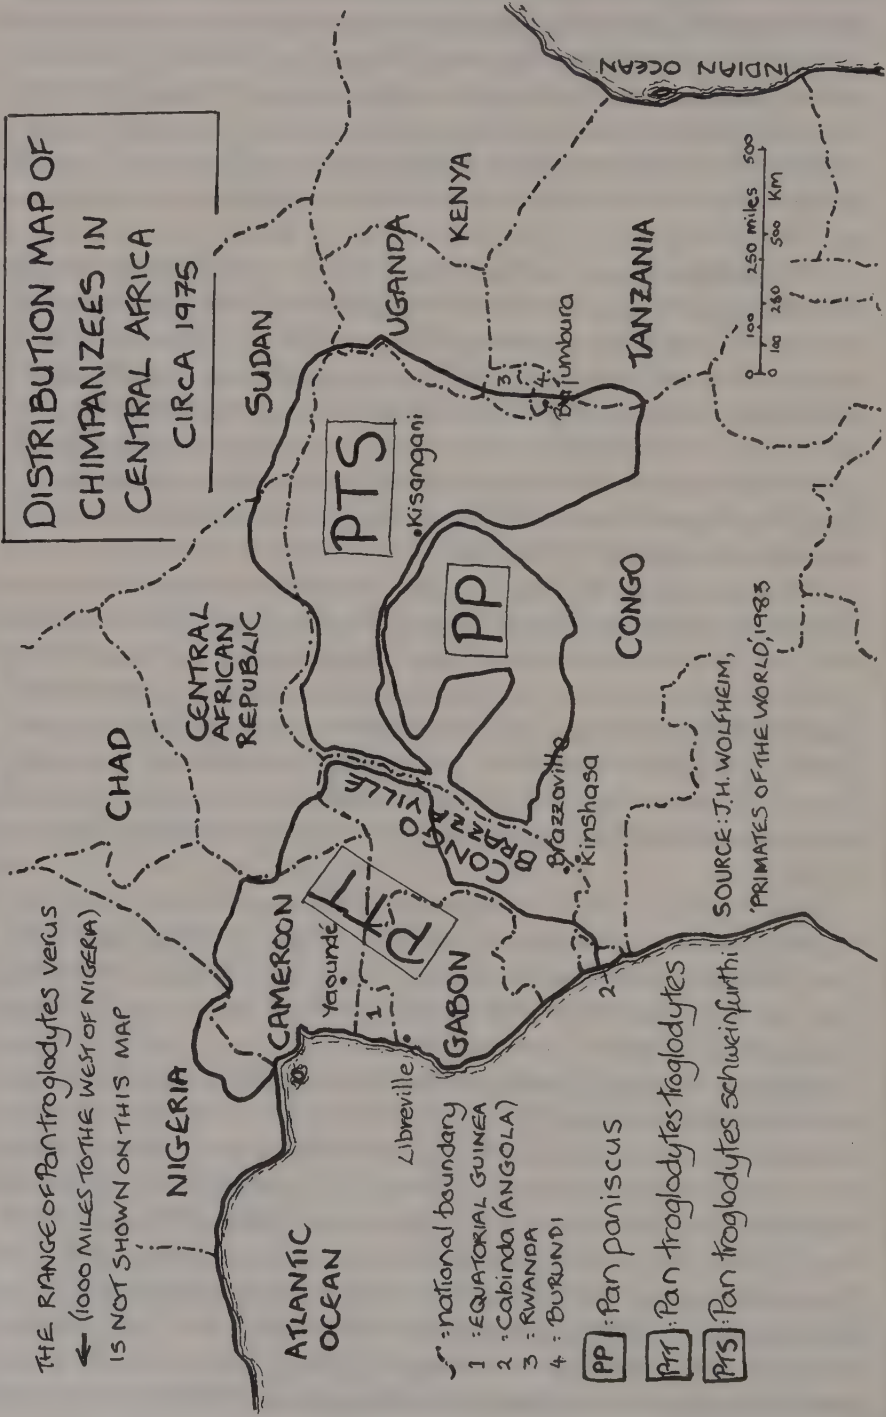 DISTRIBUTION MAP OF
CHIMPANZEES IN
CENTRAL AFRICA
CIRCA 1975
THE RANGE OF Pan troglodytes verus
← (1000 MILES TO THE WEST OF NIGERIA)
IS NOT SHOWN ON THIS MAP
CHAD
SUDAN
NIGERIA
CENTRAL
AFRICAN
REPUBLIC
CAMEROON
Yaoundé
PTS
.Kisangani
UGANDA
KENYA
INDIAN OCEAN
ATLANTIC
OCEAN
1
Libreville
GABON
PTT
CONGO
BRAZZAVILLE
PP
3
4
Bujumbura
Brazzaville
Kinshasa
2
CONGO
TANZANIA
0 100 250 miles 500
0 100 250 500 Km
: national boundary
1 : EQUATORIAL GUINEA
2 : Cabinda (ANGOLA)
3 : RWANDA
4 : BURUNDI
PP : Pan paniscus
PTT : Pan troglodytes troglodytes
PTS : Pan troglodytes schweinfurthi
SOURCE: J.H. WOLFHEIM,
'PRIMATES OF THE WORLD', 1983